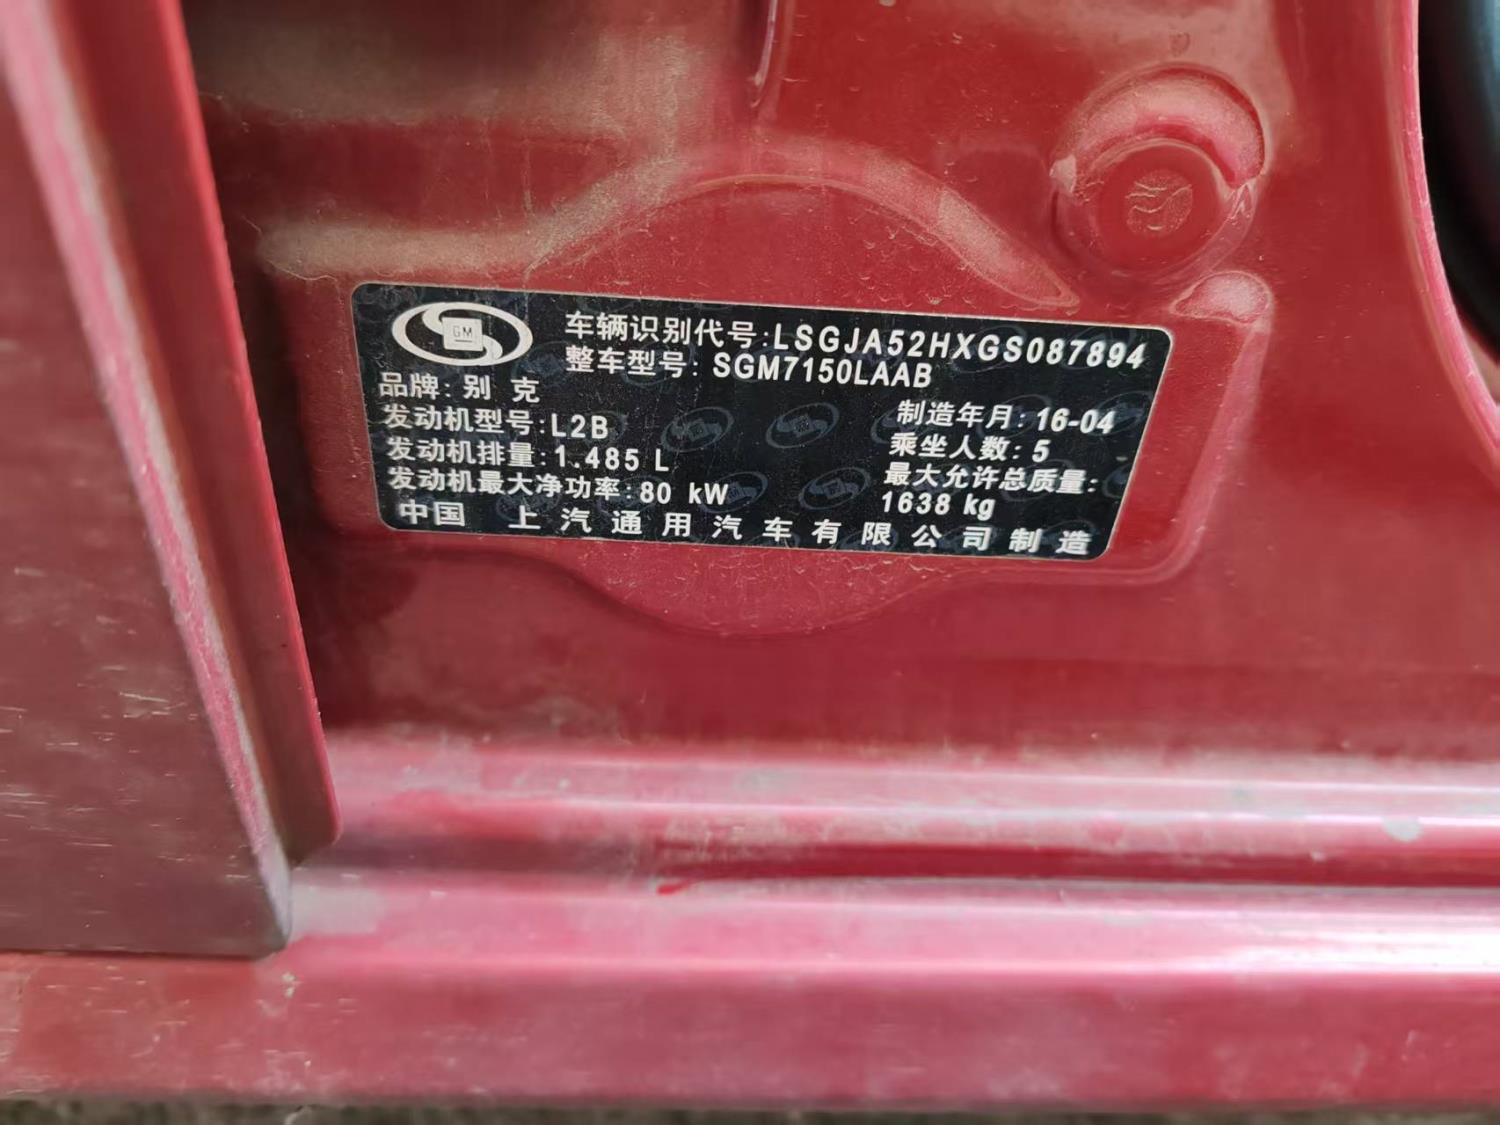 GM
车辆识别代号:LSGJA52HXGS087894
整车型号: SGM7150LAAB
品牌: 别 克
发动机型号:L2B
制造年月: 16-04
发动机排量:1.485 L
乘坐人数: 5
发动机最大净功率: 80 kW
最大允许总质量:
1638 kg
中国 上汽通用汽车有限公司制造